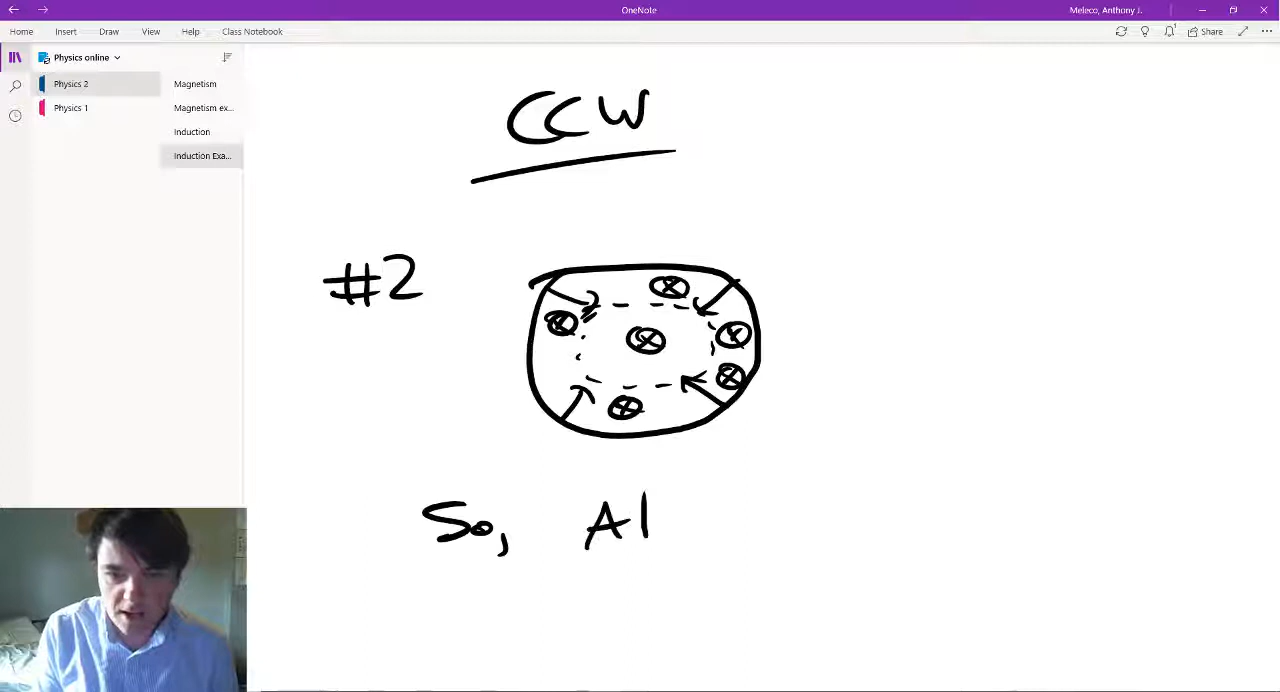 OneNote
Meleco, Anthony J.
Home Insert Draw View Help Class Notebook
Share
Physics online
Physics 2
Physics 1
Magnetism
Magnetism ex...
Induction
Induction Exa...
CCW
#2
So, A